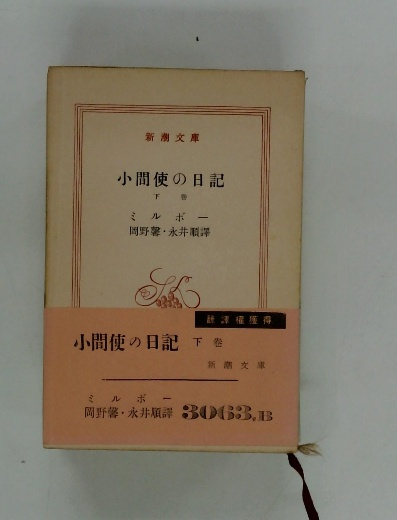 新潮文庫
小間使の日記
下巻
ミルボー
岡野馨・永井順譯
飜譯權獲得
小間使の日記 下巻
新潮文庫
ミルボー
岡野馨・永井順譯 3063.B